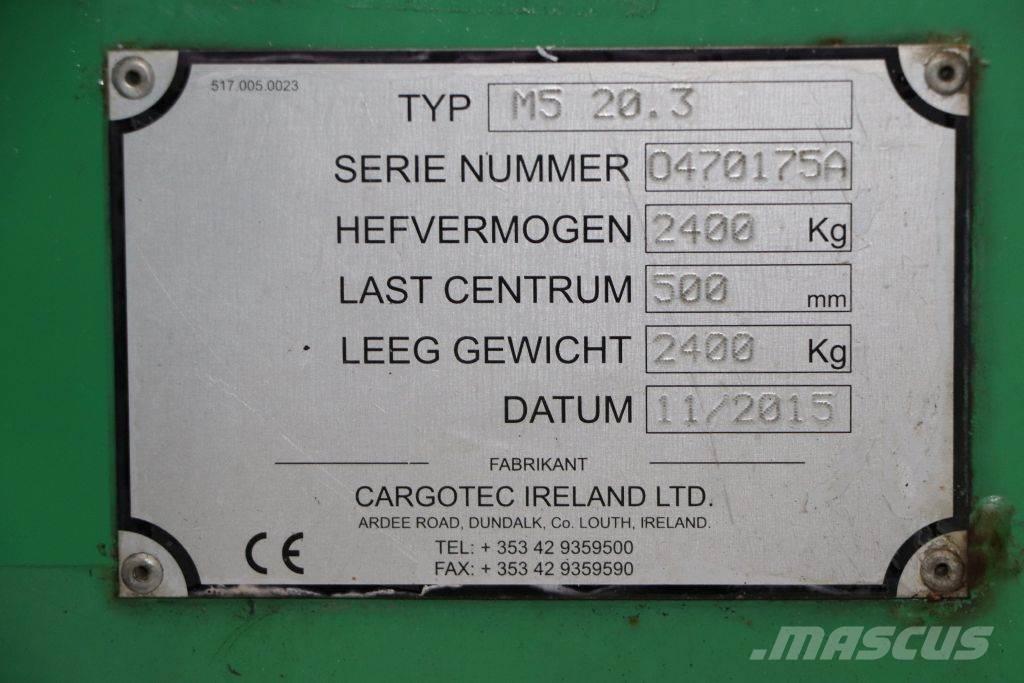 517.005.0023
TYP M5 20.3
SERIE NUMMER 0470175A
HEFVERMOGEN 2400 Kg
LAST CENTRUM 500 mm
LEEG GEWICHT 2400 Kg
DATUM 11/2015
FABRIKANT
CARGOTEC IRELAND LTD.
ARDEE ROAD, DUNDALK, Co. LOUTH, IRELAND.
CE
TEL: + 353 42 9359500
FAX: + 353 42 9359590
.MASCUS